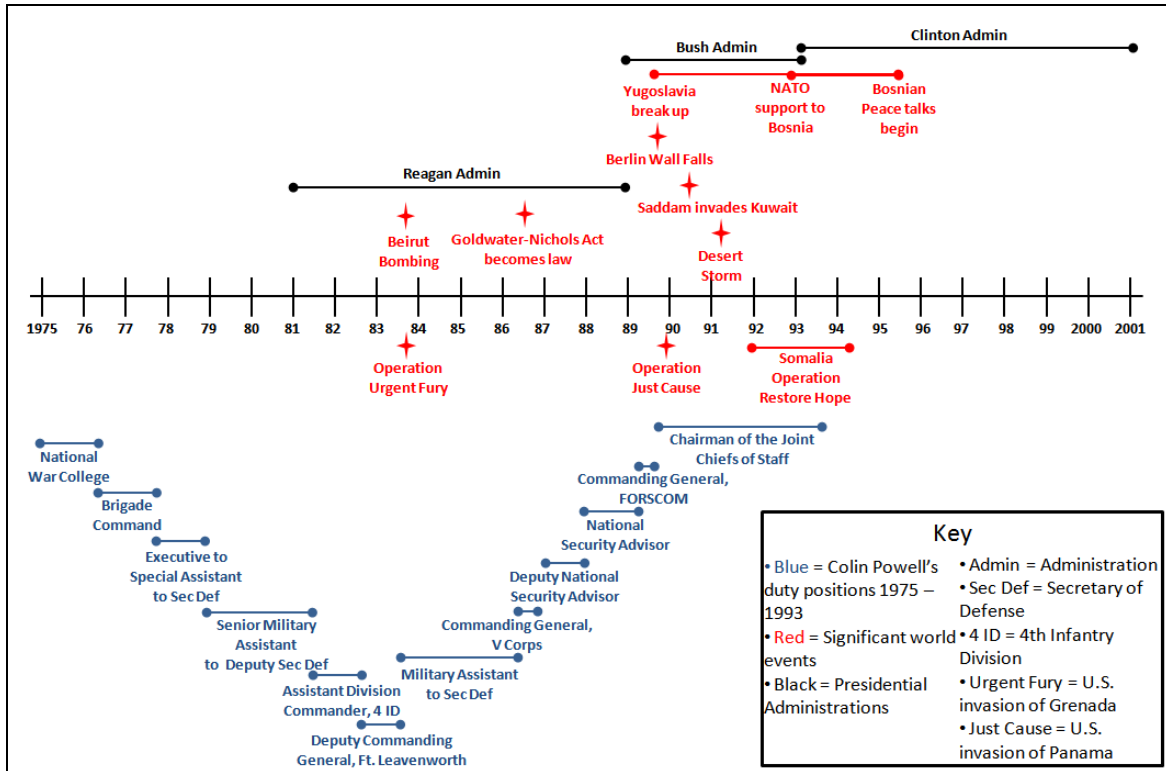 Clinton Admin
Bush Admin
Yugoslavia
break up
NATO
support to
Bosnia
Bosnian
Peace talks
begin
Berlin Wall Falls
Reagan Admin
Saddam invades Kuwait
Beirut
Bombing
Goldwater-Nichols Act
becomes law
Desert
Storm
1975 76 77 78 79 80 81 82 83 84 85 86 87 88 89 90 91 92 93 94 95 96 97 98 99 2000 2001
Operation
Urgent Fury
Operation
Just Cause
Somalia
Operation
Restore Hope
Chairman of the Joint
Chiefs of Staff
National
War College
Commanding General,
FORSCOM
Brigade
Command
National
Security Advisor
Executive to
Special Assistant
to Sec Def
Deputy National
Security Advisor
Senior Military
Assistant
to Deputy Sec Def
Commanding General,
V Corps
Military Assistant
to Sec Def
Assistant Division
Commander, 4 ID
Deputy Commanding
General, Ft. Leavenworth
Key
• Blue = Colin Powell's
duty positions 1975 –
1993
• Red = Significant world
events
• Black = Presidential
Administrations
• Admin = Administration
• Sec Def = Secretary of
Defense
• 4 ID = 4th Infantry
Division
• Urgent Fury = U.S.
invasion of Grenada
• Just Cause = U.S.
invasion of Panama